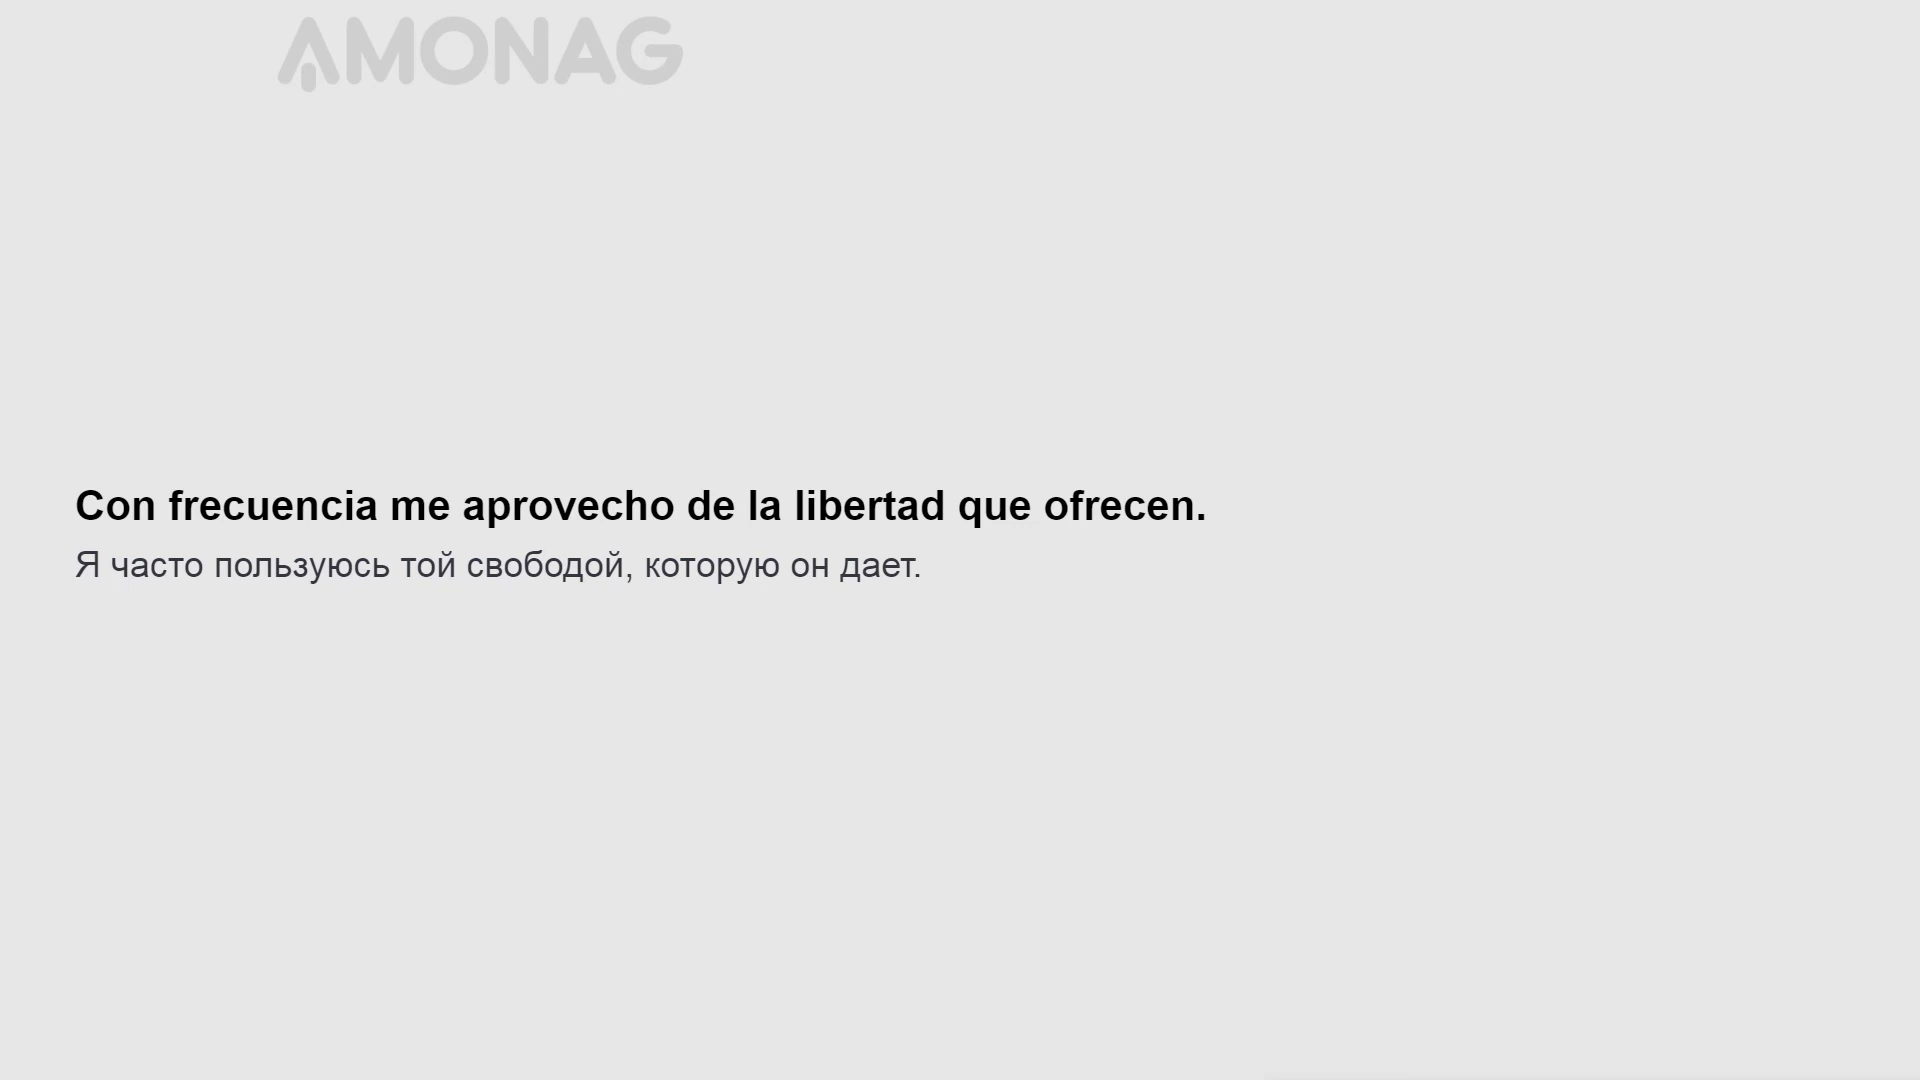 AMONAG
Con frecuencia me aprovecho de la libertad que ofrecen.
Я часто пользуюсь той свободой, которую он дает.